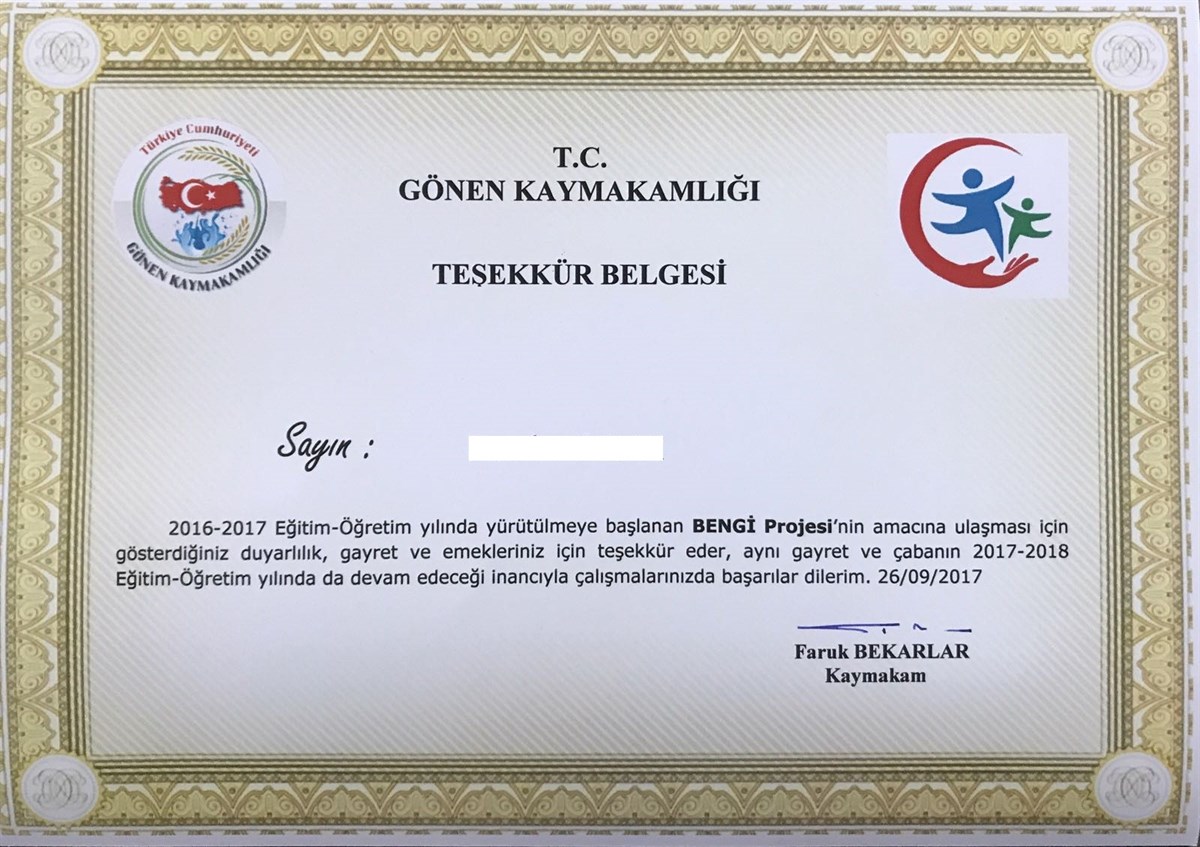 Türkiye Cumhuriyeti
GÖNEN KAYMAKAMLIĞI
T.C.
GÖNEN KAYMAKAMLIĞI
TEŞEKKÜR BELGESİ
Sayın :
2016-2017 Eğitim-Öğretim yılında yürütülmeye başlanan BENGİ Projesi'nin amacına ulaşması için
gösterdiğiniz duyarlılık, gayret ve emekleriniz için teşekkür eder, aynı gayret ve çabanın 2017-2018
Eğitim-Öğretim yılında da devam edeceği inancıyla çalışmalarınızda başarılar dilerim. 26/09/2017
Faruk BEKARLAR
Kaymakam